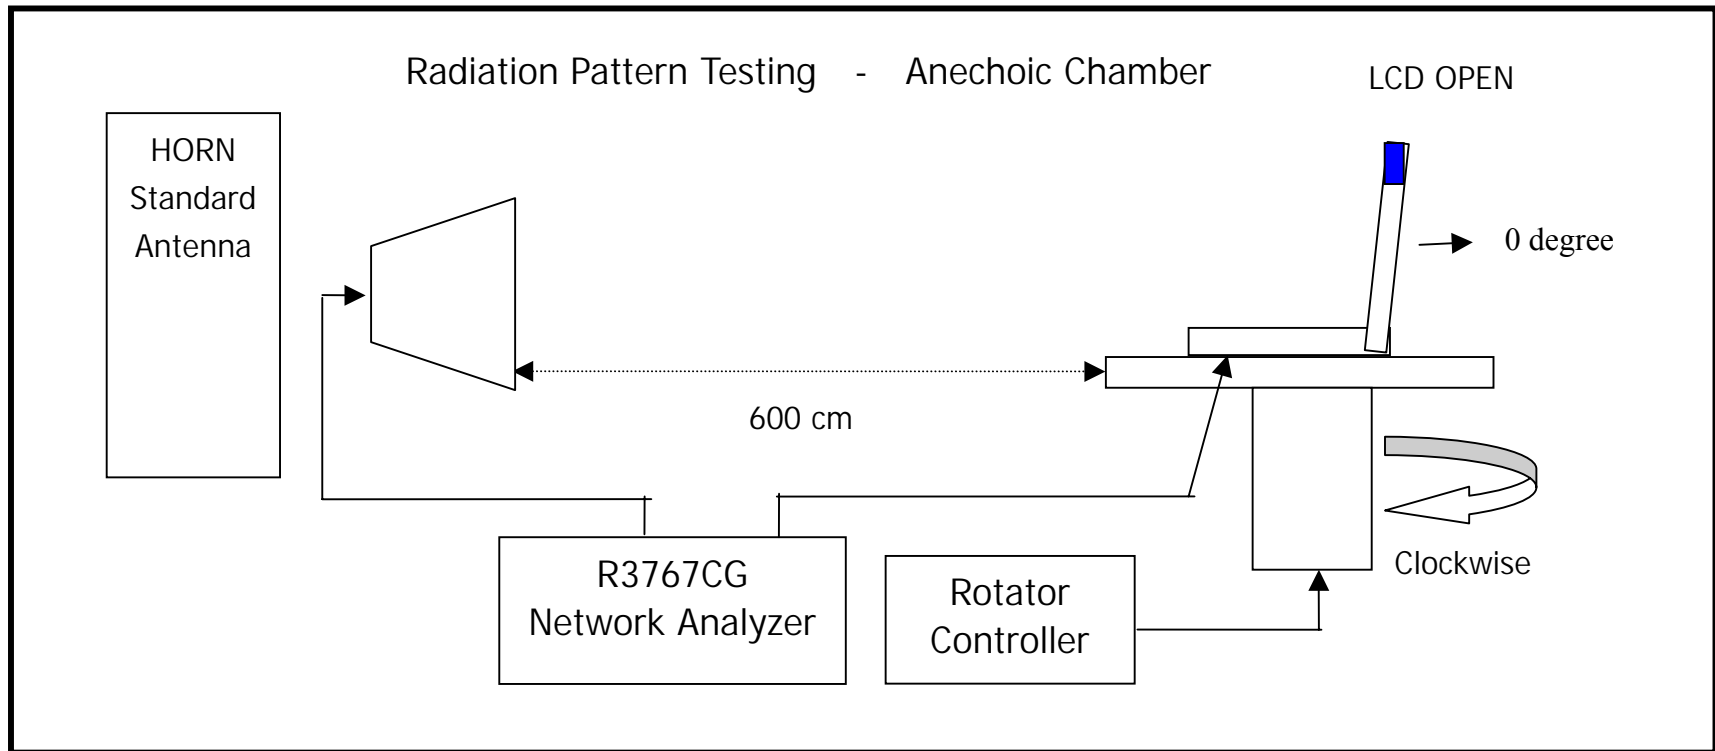 Radiation Pattern Testing - Anechoic Chamber
LCD OPEN
HORN
Standard
Antenna
0 degree
600 cm
Clockwise
R3767CG
Network Analyzer
Rotator
Controller